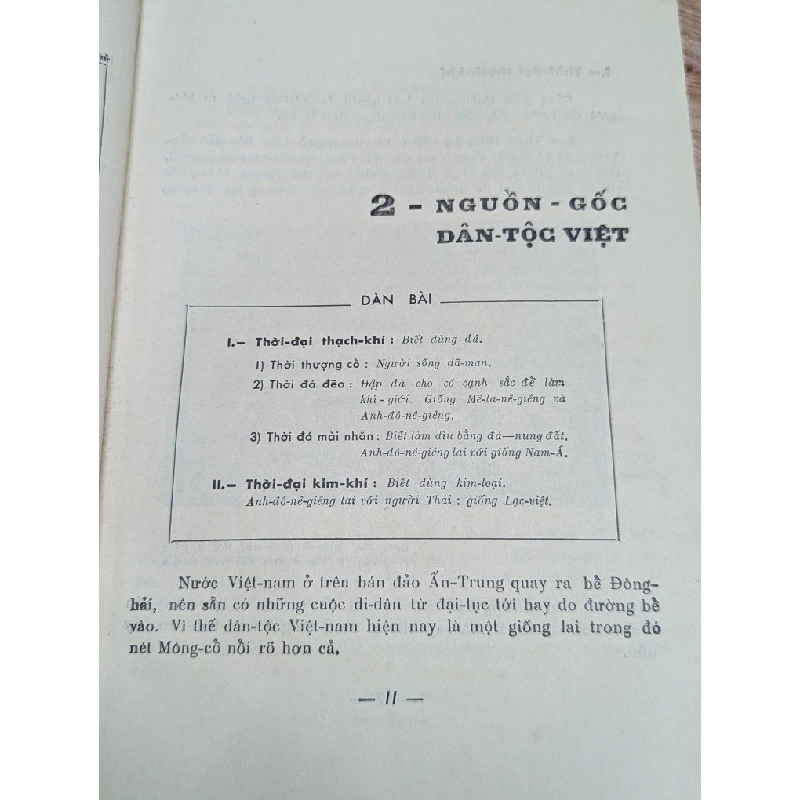 2 - NGUỒN - GỐC
DÂN-TỘC VIỆT
DÀN BÀI
I.— Thời-đại thạch-khí : Biết dùng đá.
1) Thời thượng cổ : Người sống dã-man.
2) Thời đá đẽo : Đập đá cho có cạnh sắc để làm
khí-giới. Giống Mê-la-nê-giêng và
Anh-đô-nê-giêng.
3) Thời đá mài nhẵn : Biết làm dìu bằng đá—nung đất.
Anh-đô-nê-giêng lai với giống Nam-Á.
II.— Thời-đại kim-khí : Biết dùng kim-loại.
Anh-đô-nê-giêng lai với người Thai : giống Lạc-việt.
Nước Việt-nam ở trên bán đảo Ấn-Trung quay ra bể Đông-
hải, nên sẵn có những cuộc di-dân từ đại-lục tới hay do đường bể
vào. Vì thế dân-tộc Việt-nam hiện nay là một giống lai trong đó
nét Mông-cổ nổi rõ hơn cả.
— 11 —